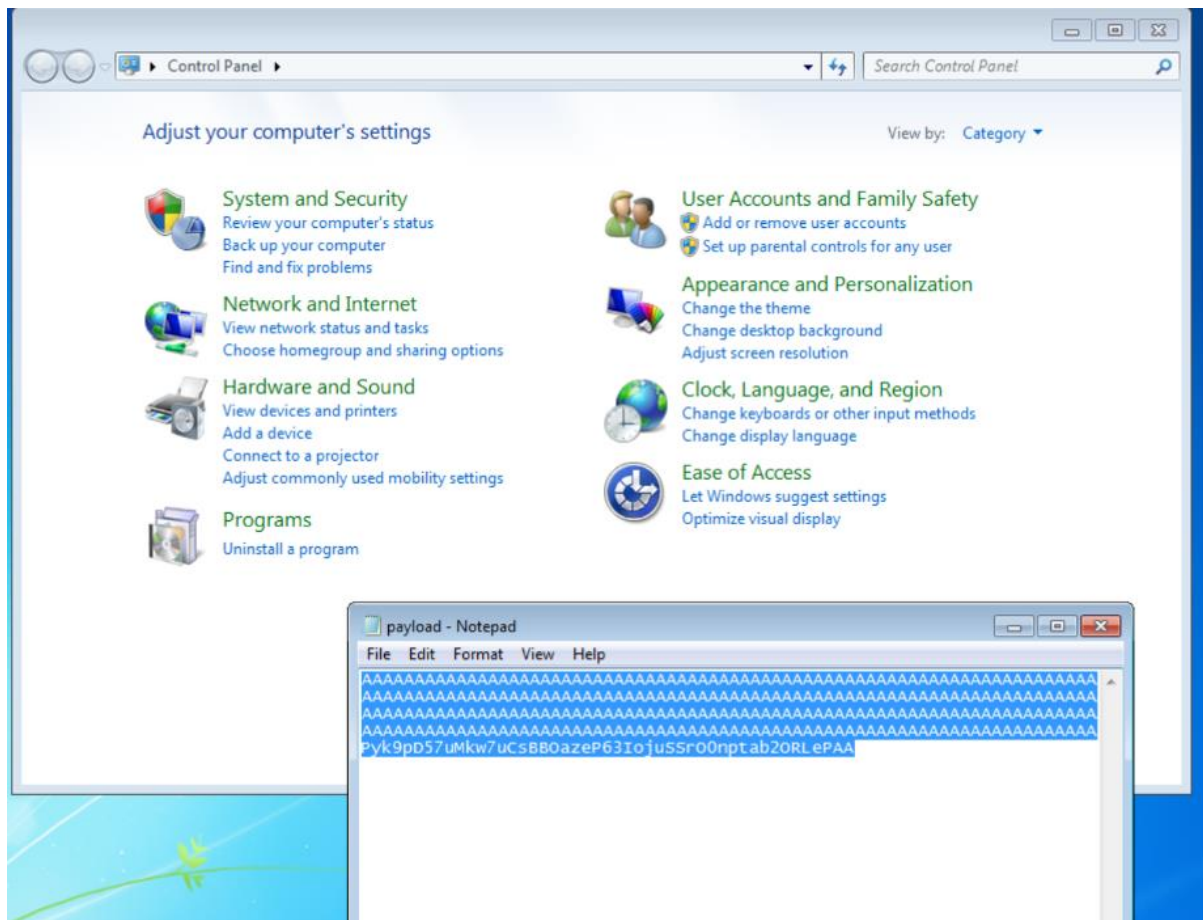 Control Panel
Search Control Panel
Adjust your computer's settings
View by: Category
System and Security
Review your computer's status
Back up your computer
Find and fix problems
Network and Internet
View network status and tasks
Choose homegroup and sharing options
Hardware and Sound
View devices and printers
Add a device
Connect to a projector
Adjust commonly used mobility settings
Programs
Uninstall a program
User Accounts and Family Safety
Add or remove user accounts
Set up parental controls for any user
Appearance and Personalization
Change the theme
Change desktop background
Adjust screen resolution
Clock, Language, and Region
Change keyboards or other input methods
Change display language
Ease of Access
Let Windows suggest settings
Optimize visual display
payload - Notepad
File Edit Format View Help